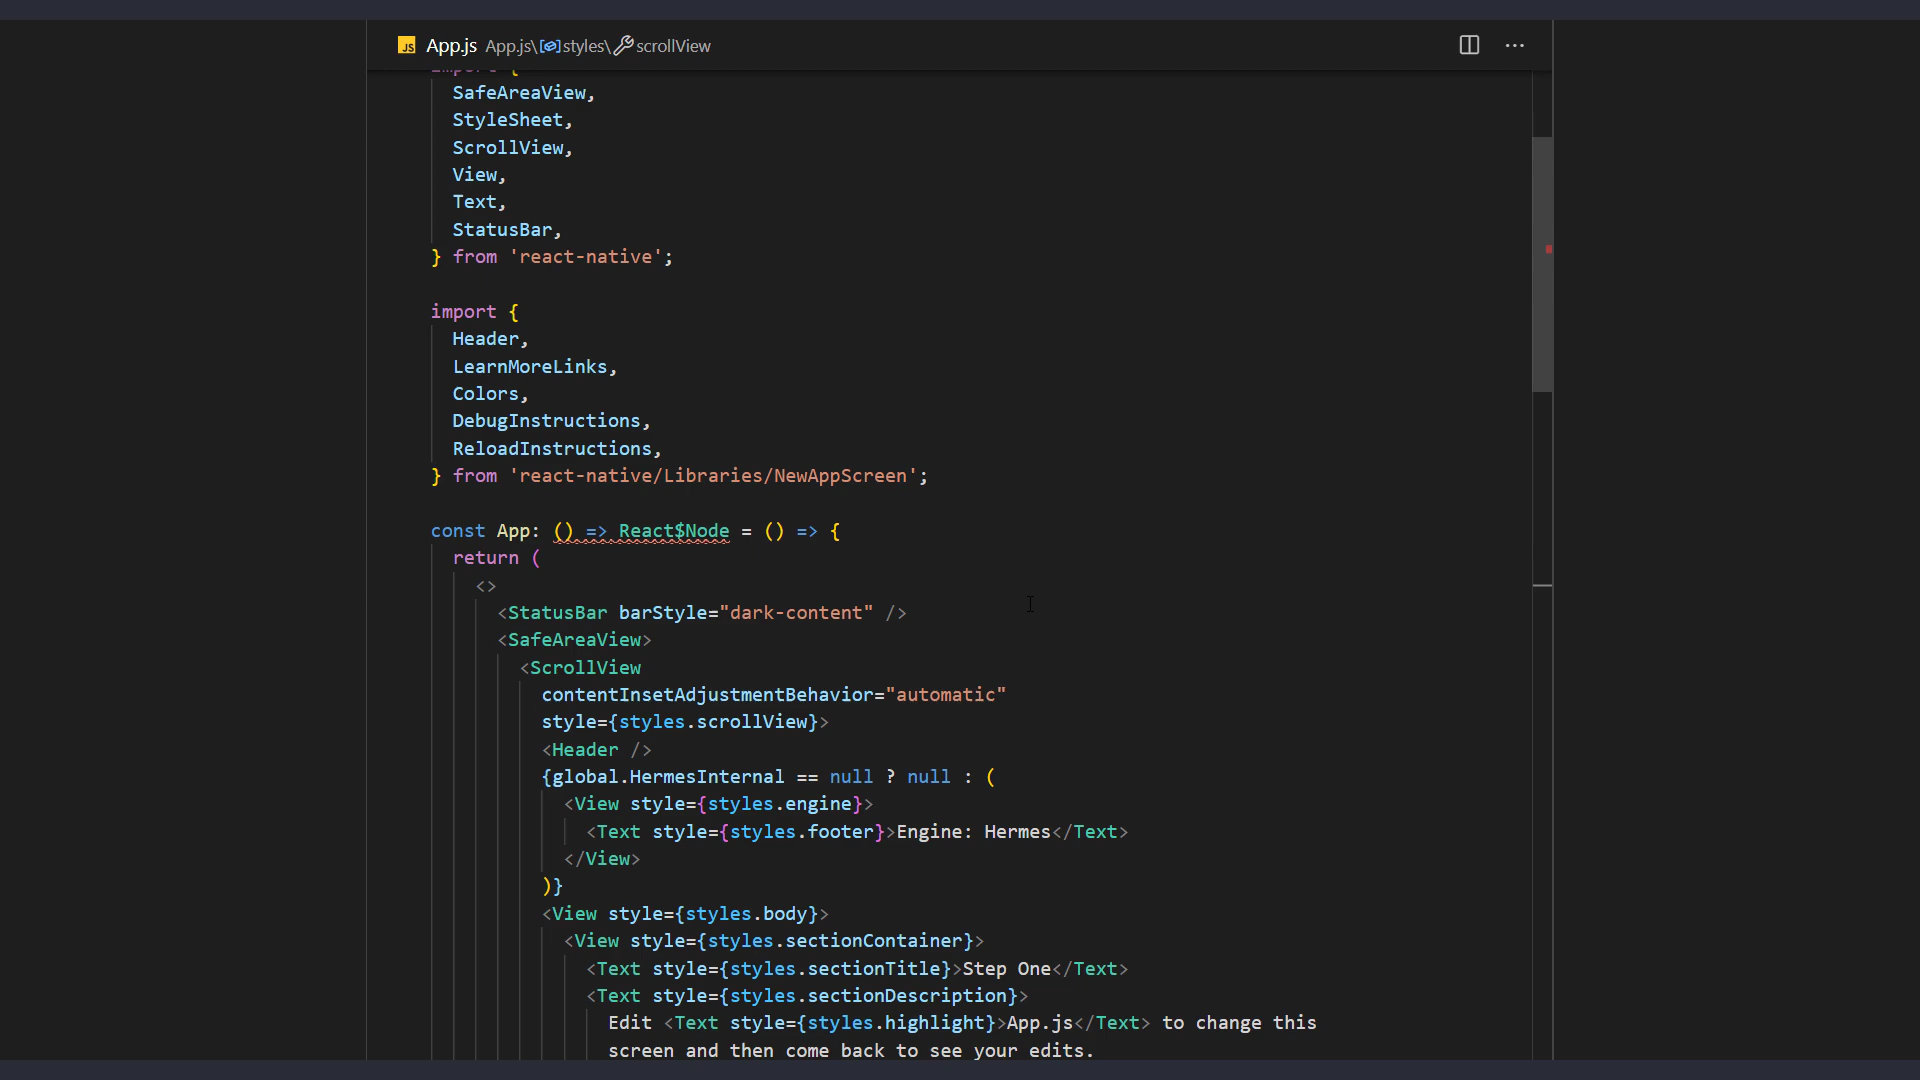 App.js App.js\styles\scrollView
import {
SafeAreaView,
StyleSheet,
ScrollView,
View,
Text,
StatusBar,
} from 'react-native';
import {
Header,
LearnMoreLinks,
Colors,
DebugInstructions,
ReloadInstructions,
} from 'react-native/Libraries/NewAppScreen';
const App: () => React$Node = () => {
return (
<>
<StatusBar barStyle="dark-content" />
<SafeAreaView>
<ScrollView
contentInsetAdjustmentBehavior="automatic"
style={styles.scrollView}>
<Header />
{global.HermesInternal == null ? null : (
<View style={styles.engine}>
<Text style={styles.footer}>Engine: Hermes</Text>
</View>
)}
<View style={styles.body}>
<View style={styles.sectionContainer}>
<Text style={styles.sectionTitle}>Step One</Text>
<Text style={styles.sectionDescription}>
Edit <Text style={styles.highlight}>App.js</Text> to change this
screen and then come back to see your edits.